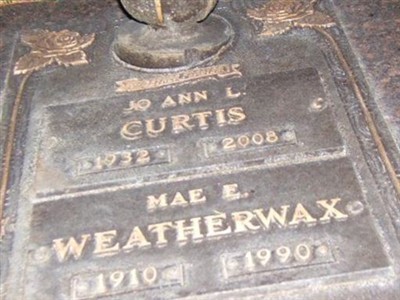 JO ANN L.
CURTIS
1932 2008
MAE E.
WEATHERWAX
1910 1990